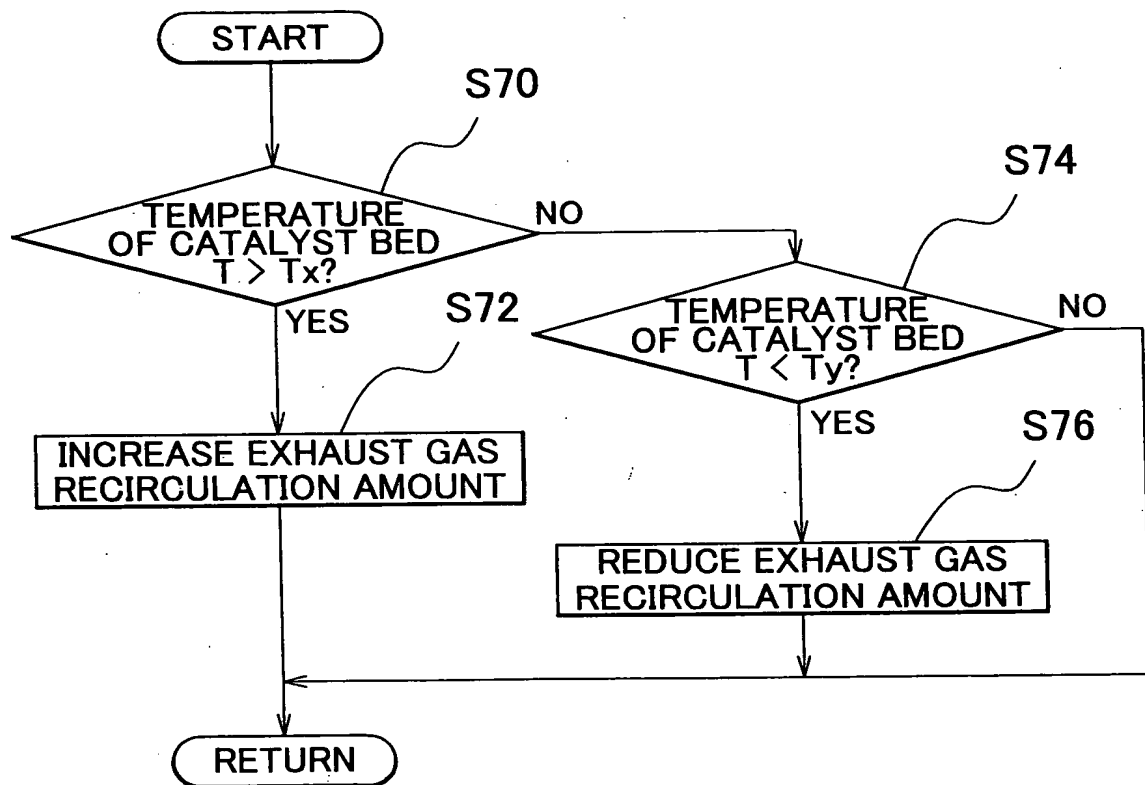 START
S70
TEMPERATURE
OF CATALYST BED
T > Tx?
NO
YES
S74
TEMPERATURE
OF CATALYST BED
T < Ty?
NO
YES
S72
INCREASE EXHAUST GAS
RECIRCULATION AMOUNT
S76
REDUCE EXHAUST GAS
RECIRCULATION AMOUNT
RETURN